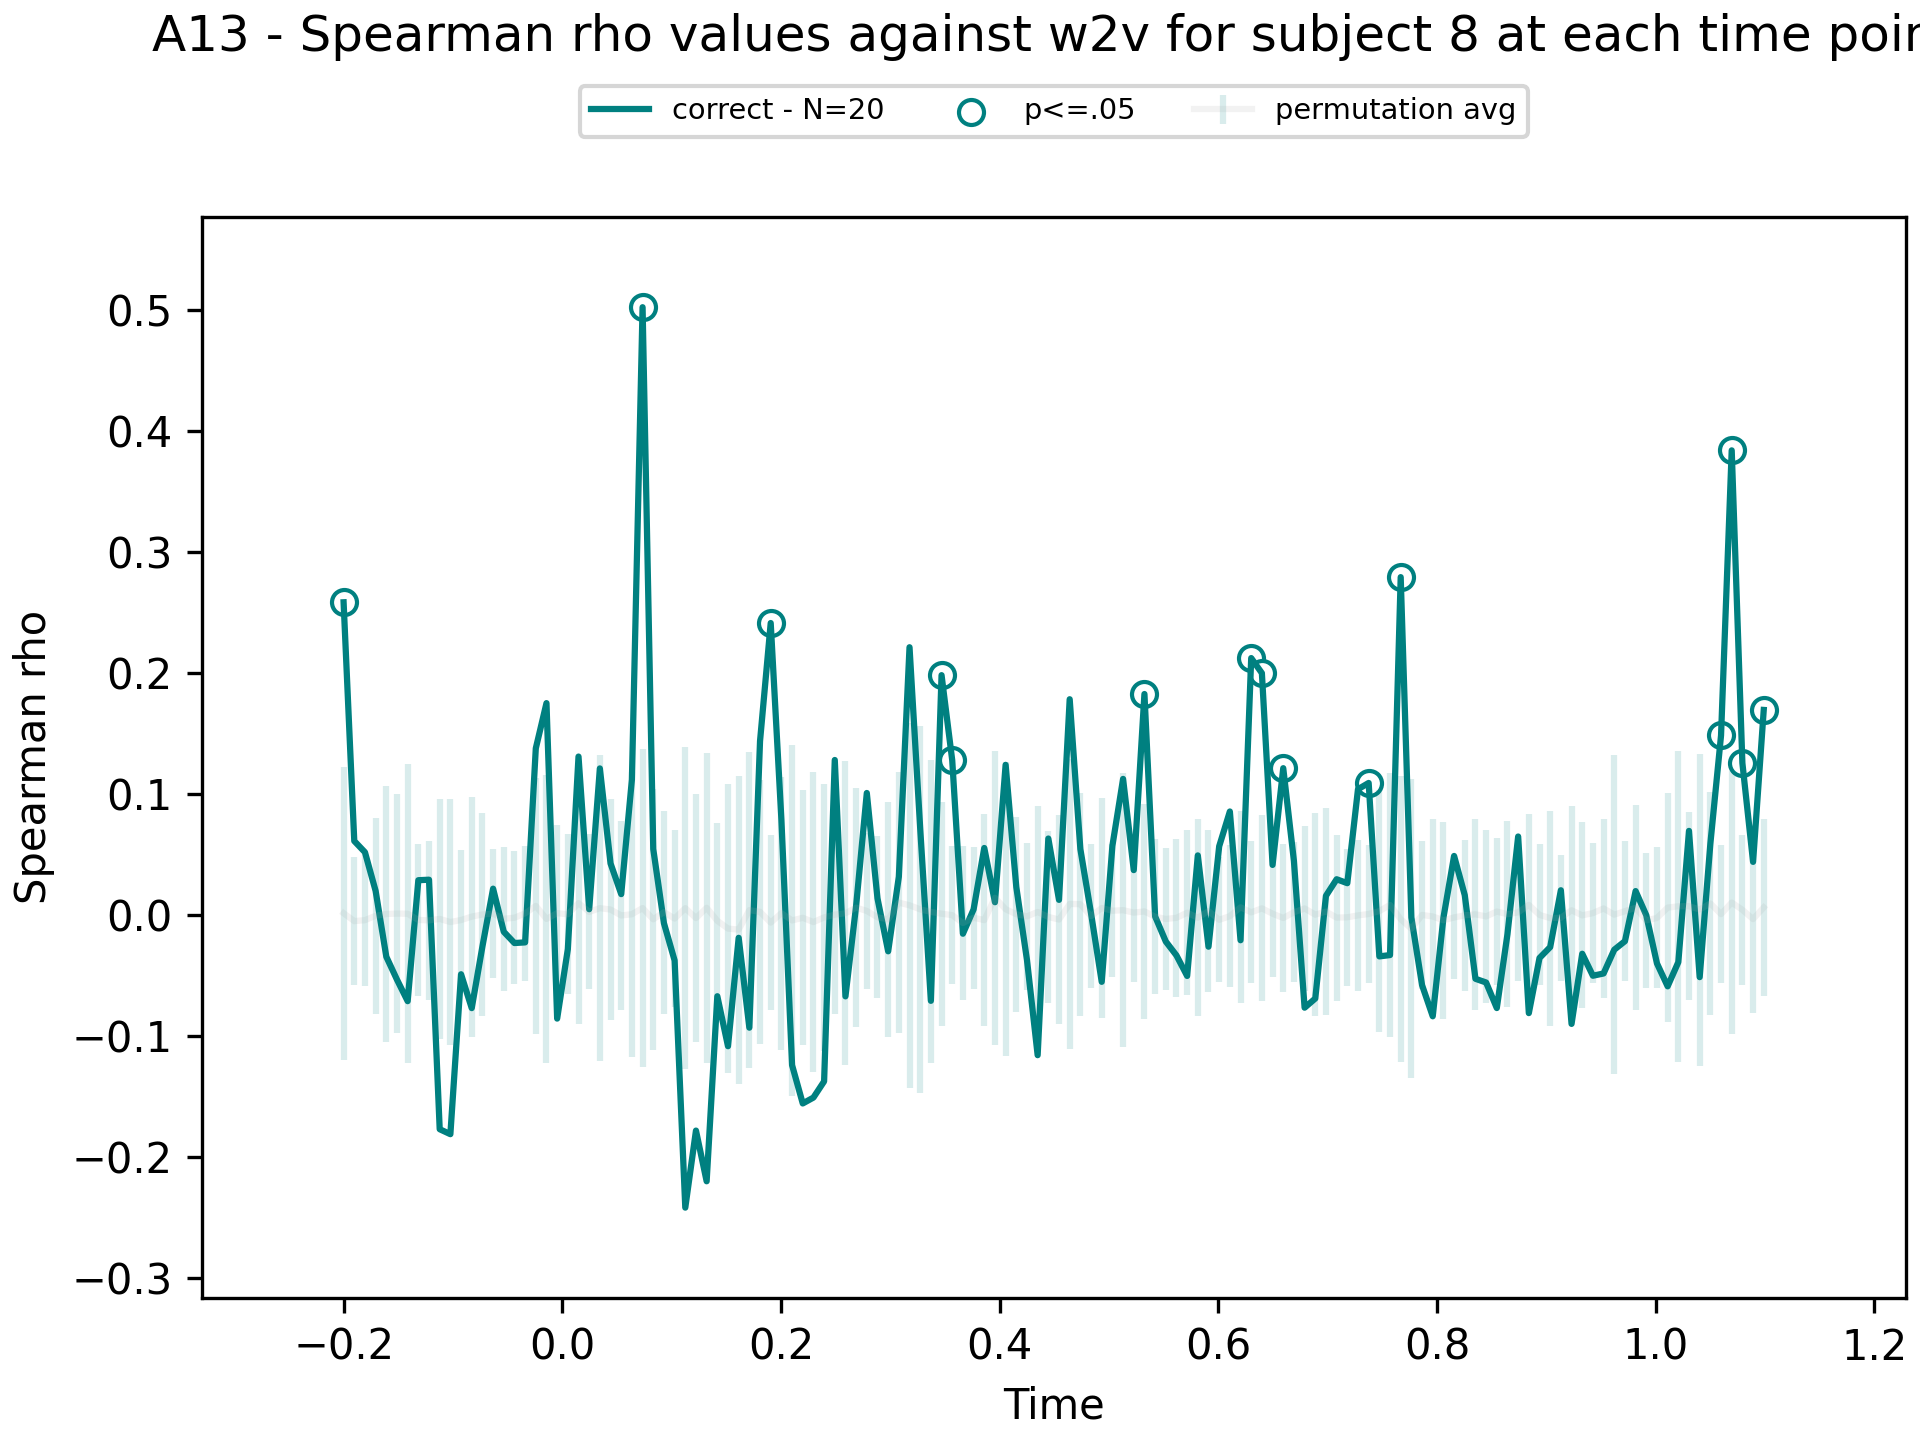 A13 - Spearman rho values against w2v for subject 8 at each time poin
correct - N=20 p<=.05 permutation avg
0.5
0.4
0.3
0.2
0.1
0.0
−0.1
−0.2
−0.3
Spearman rho
−0.2 0.0 0.2 0.4 0.6 0.8 1.0 1.2
Time